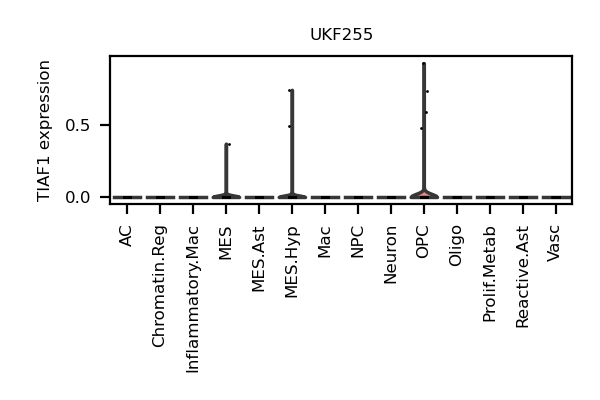 UKF255
TIAF1 expression
0.5
0.0
AC
Chromatin.Reg
Inflammatory.Mac
MES
MES.Ast
MES.Hyp
Mac
NPC
Neuron
OPC
Oligo
Prolif.Metab
Reactive.Ast
Vasc